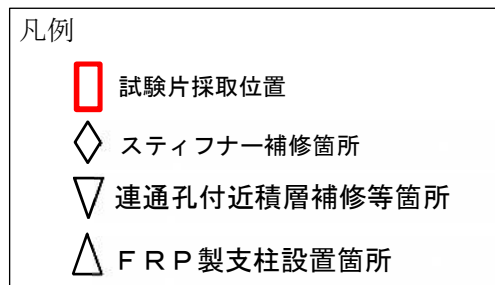 凡例
試験片採取位置
スティフナー補修箇所
連通孔付近積層補修等箇所
ＦＲＰ製支柱設置箇所